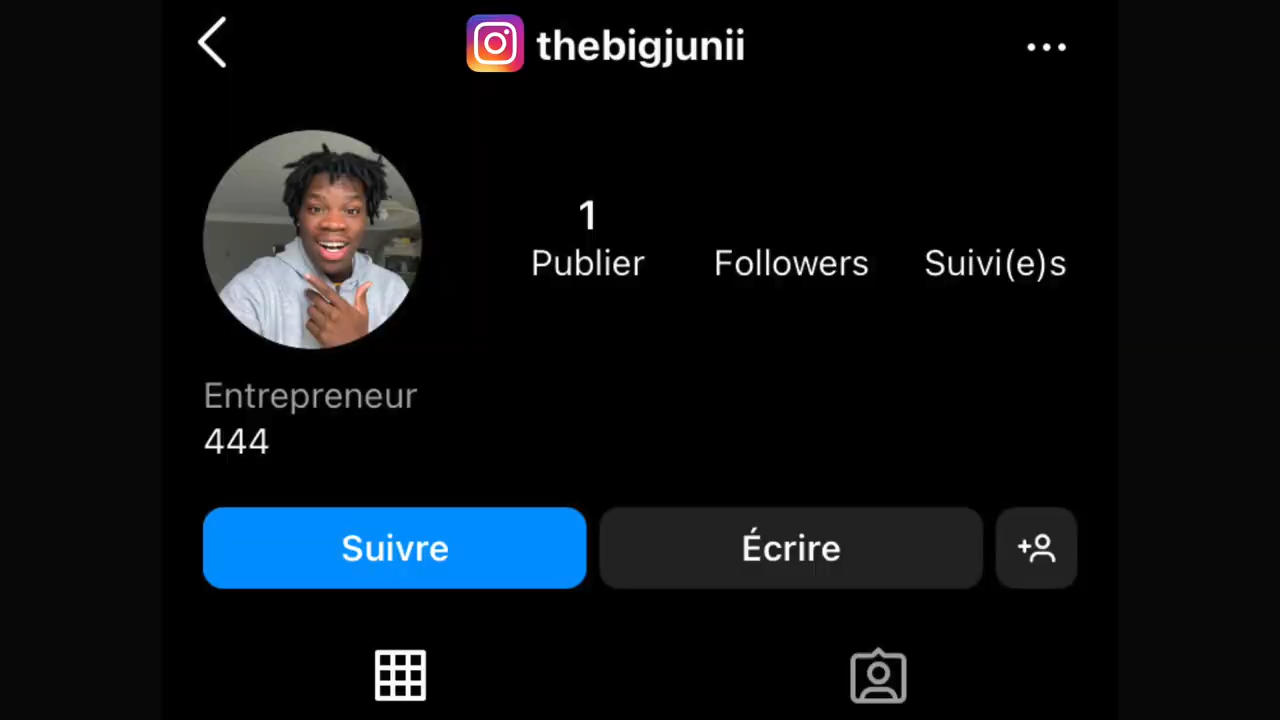 thebigjunii
1
Publier Followers Suivi(e)s
Entrepreneur
444
Suivre Écrire